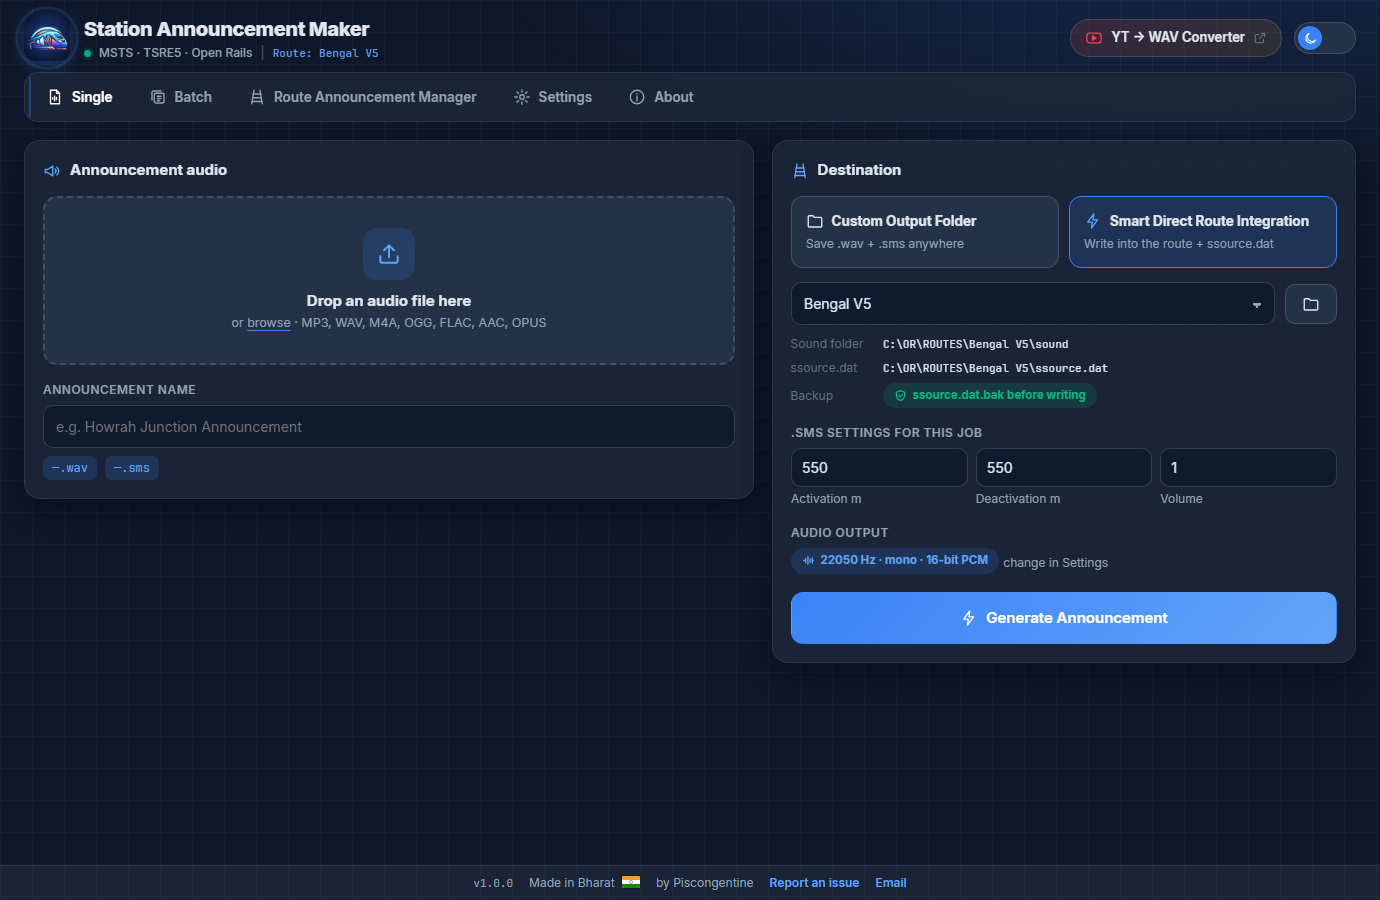 Station Announcement Maker
MSTS · TSRE5 · Open Rails | Route: Bengal V5
YT → WAV Converter
Single
Batch
Route Announcement Manager
Settings
About
Announcement audio
Drop an audio file here
or browse · MP3, WAV, M4A, OGG, FLAC, AAC, OPUS
ANNOUNCEMENT NAME
e.g. Howrah Junction Announcement
—.wav
—.sms
Destination
Custom Output Folder
Save .wav + .sms anywhere
Smart Direct Route Integration
Write into the route + ssource.dat
Bengal V5
Sound folder C:\OR\ROUTES\Bengal V5\sound
ssource.dat C:\OR\ROUTES\Bengal V5\ssource.dat
Backup ssource.dat.bak before writing
.SMS SETTINGS FOR THIS JOB
550
550
1
Activation m
Deactivation m
Volume
AUDIO OUTPUT
22050 Hz · mono · 16-bit PCM change in Settings
Generate Announcement
v1.0.0 Made in Bharat by Piscongentine Report an issue Email